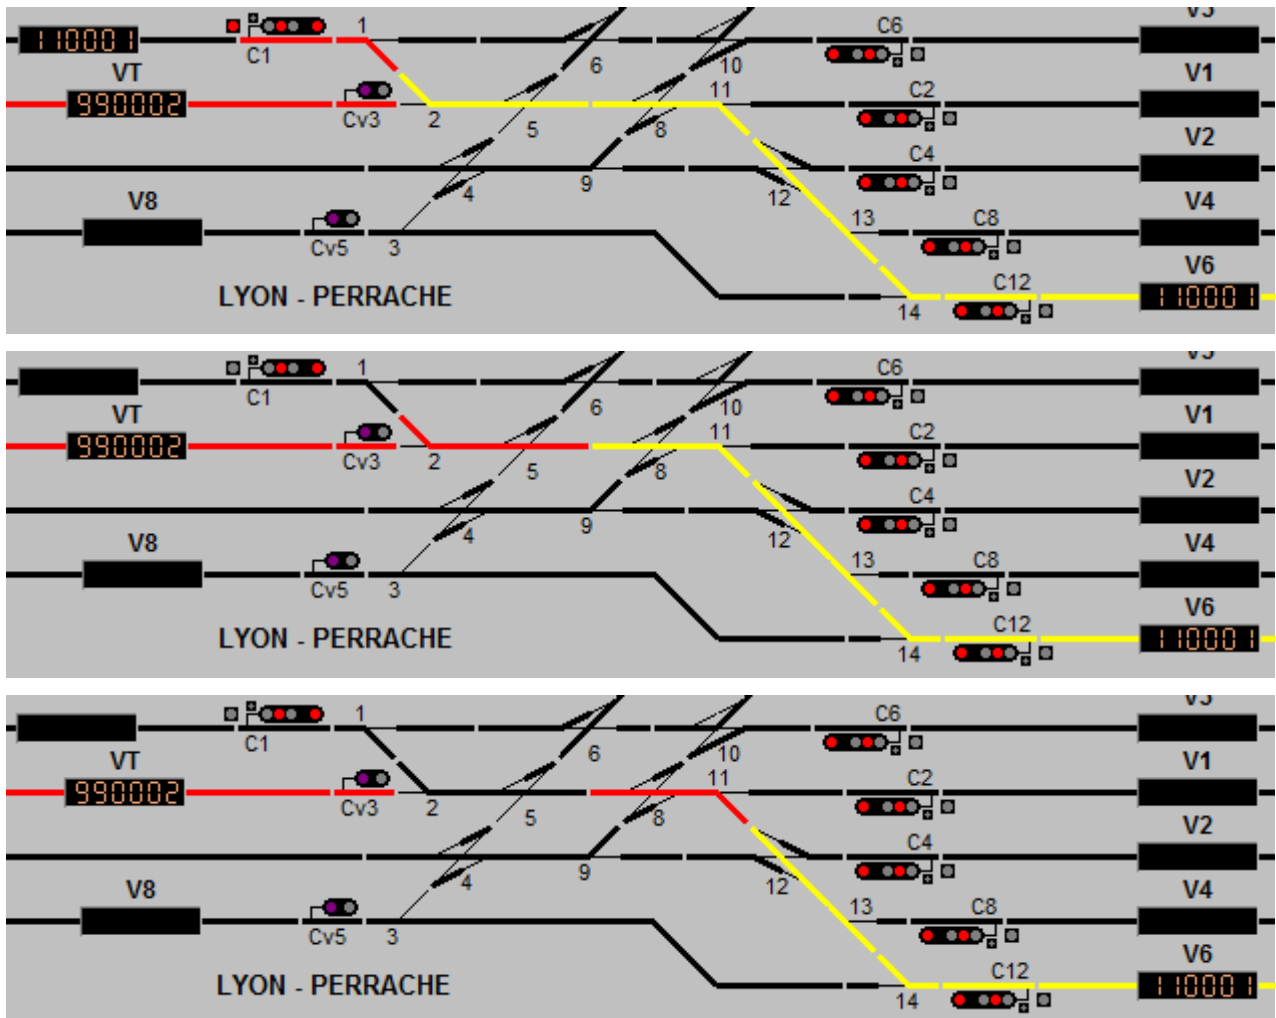 V3
C6
1
110001
C1
6
10
V1
VT
C2
11
990002
Cv3
2
5
8
V2
C4
9
4
12
V4
V8
13
C8
Cv5
3
V6
C12
LYON - PERRACHE
110001
14
V3
C6
1
C1
6
10
V1
VT
C2
11
990002
Cv3
2
5
8
V2
C4
9
4
12
V4
V8
13
C8
Cv5
3
V6
C12
LYON - PERRACHE
110001
14
V3
C6
1
C1
6
10
V1
VT
C2
11
990002
Cv3
2
5
8
V2
C4
9
4
12
V4
V8
13
C8
Cv5
3
V6
C12
LYON - PERRACHE
110001
14